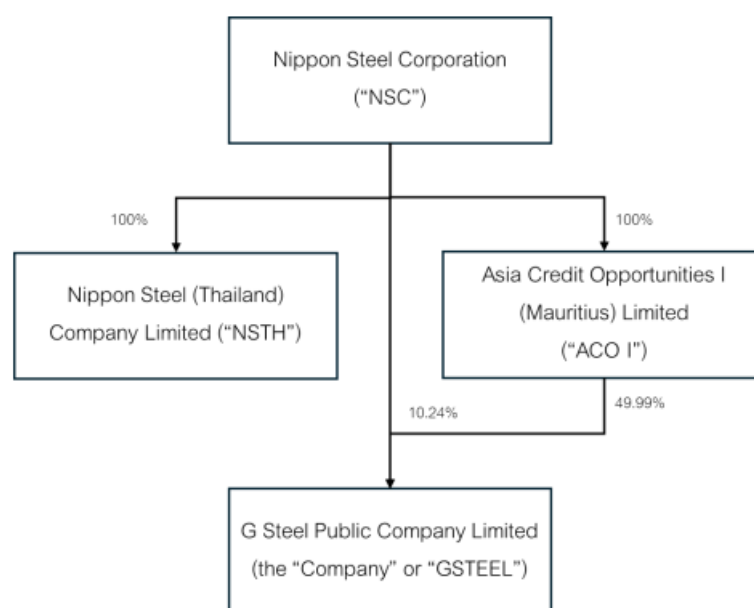 Nippon Steel Corporation
(“NSC”)
100%
100%
Nippon Steel (Thailand)
Company Limited (“NSTH”)
Asia Credit Opportunities I
(Mauritius) Limited
(“ACO I”)
10.24%
49.99%
G Steel Public Company Limited
(the “Company” or “GSTEEL”)